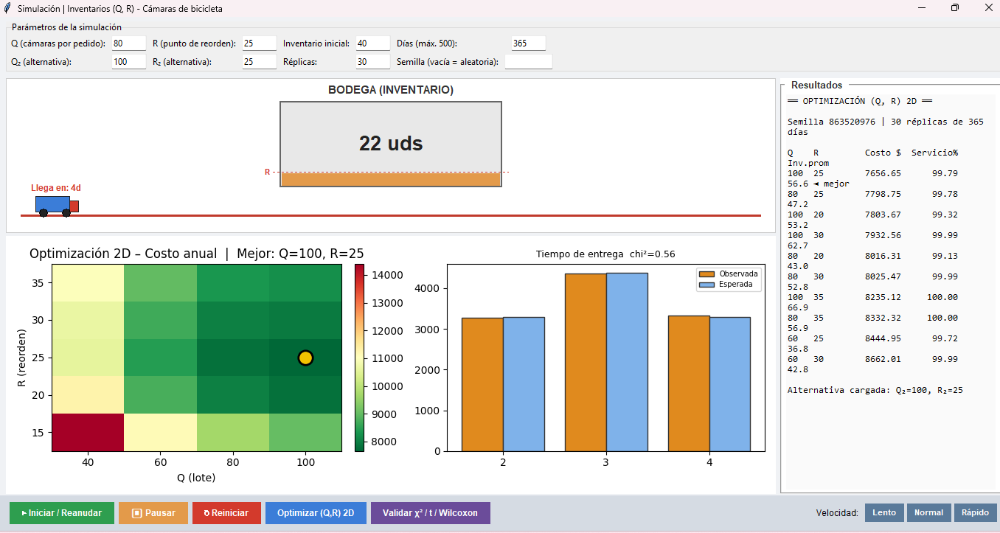 Simulación | Inventarios (Q, R) - Cámaras de bicicleta
Parámetros de la simulación
Q (cámaras por pedido): 80 R (punto de reorden): 25 Inventario inicial: 40 Días (máx. 500): 365
Q₂ (alternativa): 100 R₂ (alternativa): 25 Réplicas: 30 Semilla (vacía = aleatoria):
BODEGA (INVENTARIO)
22 uds
R
Llega en: 4d
Optimización 2D – Costo anual | Mejor: Q=100, R=25
R (reorden)
35
30
25
20
15
40 60 80 100
Q (lote)
14000
13000
12000
11000
10000
9000
8000
Tiempo de entrega chi²=0.56
Observada
Esperada
4000
3000
2000
1000
0
2 3 4
Resultados
== OPTIMIZACIÓN (Q, R) 2D ==
Semilla 863520976 | 30 réplicas de 365
días
Q R Costo $ Servicio%
Inv.prom
100 25 7656.65 99.79
56.6 ◄ mejor
80 25 7798.75 99.78
47.2
100 20 7803.67 99.32
53.2
100 30 7932.56 99.99
62.7
80 20 8016.31 99.13
43.0
80 30 8025.47 99.99
52.8
100 35 8235.12 100.00
66.9
80 35 8332.32 100.00
56.9
60 25 8444.95 99.72
36.8
60 30 8662.01 99.99
42.8
Alternativa cargada: Q₂=100, R₂=25
Iniciar / Reanudar Pausar Reiniciar Optimizar (Q,R) 2D Validar χ² / t / Wilcoxon Velocidad: Lento Normal Rápido